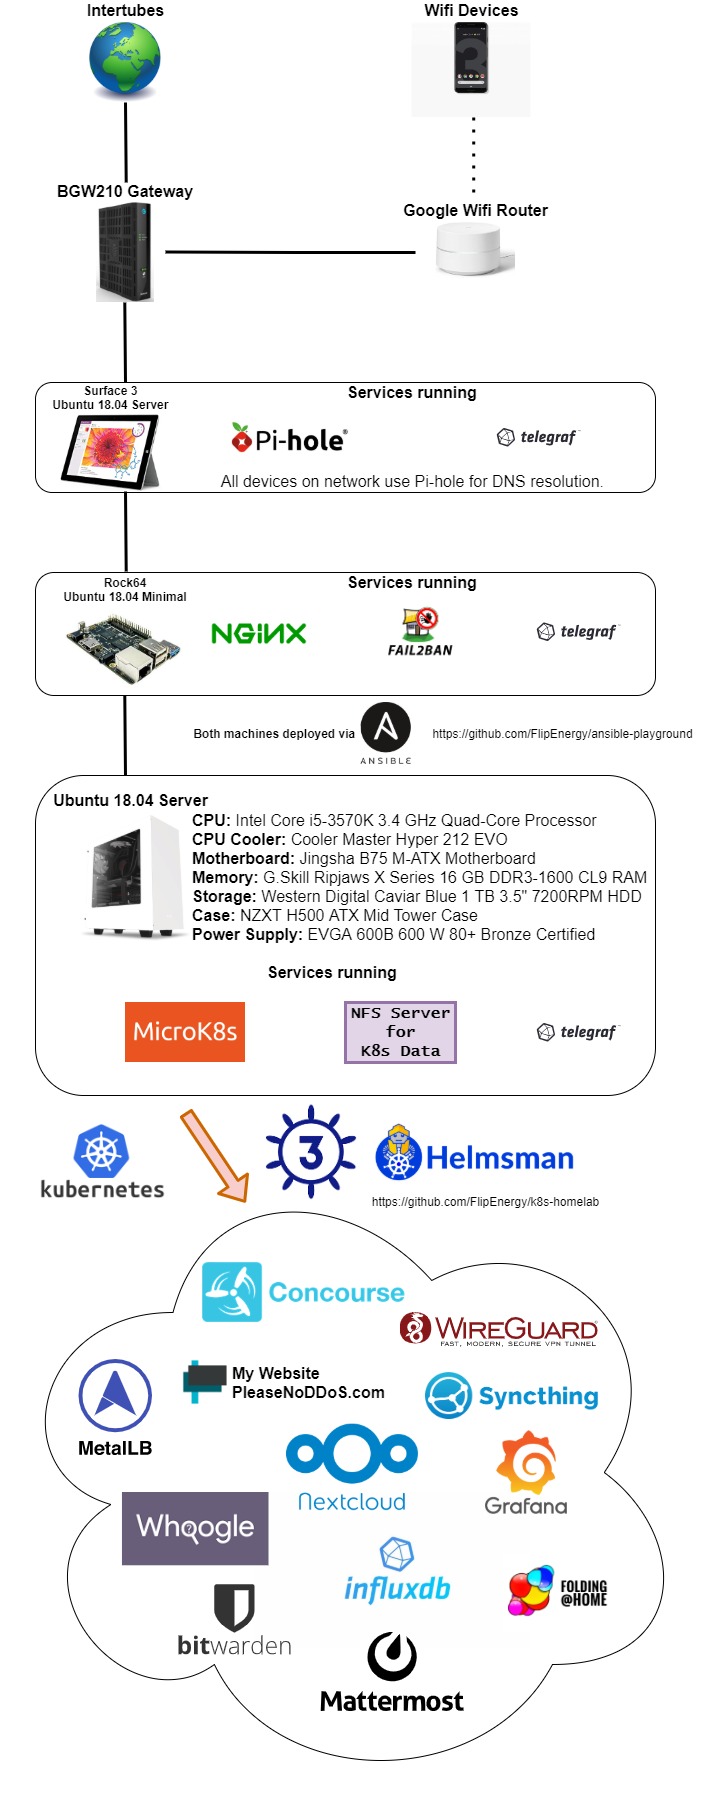 Intertubes
Wifi Devices
BGW210 Gateway
Google Wifi Router
Surface 3
Ubuntu 18.04 Server
Services running
Pi-hole®
telegraf™
All devices on network use Pi-hole for DNS resolution.
Rock64
Ubuntu 18.04 Minimal
Services running
NGiNX
FAIL2BAN
telegraf™
Both machines deployed via
ANSIBLE
https://github.com/FlipEnergy/ansible-playground
Ubuntu 18.04 Server
CPU: Intel Core i5-3570K 3.4 GHz Quad-Core Processor
CPU Cooler: Cooler Master Hyper 212 EVO
Motherboard: Jingsha B75 M-ATX Motherboard
Memory: G.Skill Ripjaws X Series 16 GB DDR3-1600 CL9 RAM
Storage: Western Digital Caviar Blue 1 TB 3.5" 7200RPM HDD
Case: NZXT H500 ATX Mid Tower Case
Power Supply: EVGA 600B 600 W 80+ Bronze Certified
Services running
MicroK8s
NFS Server
for
K8s Data
telegraf™
kubernetes
3
Helmsman
https://github.com/FlipEnergy/k8s-homelab
Concourse
WIREGUARD
FAST, MODERN, SECURE VPN TUNNEL
My Website
PleaseNoDDoS.com
Syncthing
MetalLB
Nextcloud
Grafana
Whoogle
influxdb
FOLDING
@HOME
bitwarden
Mattermost